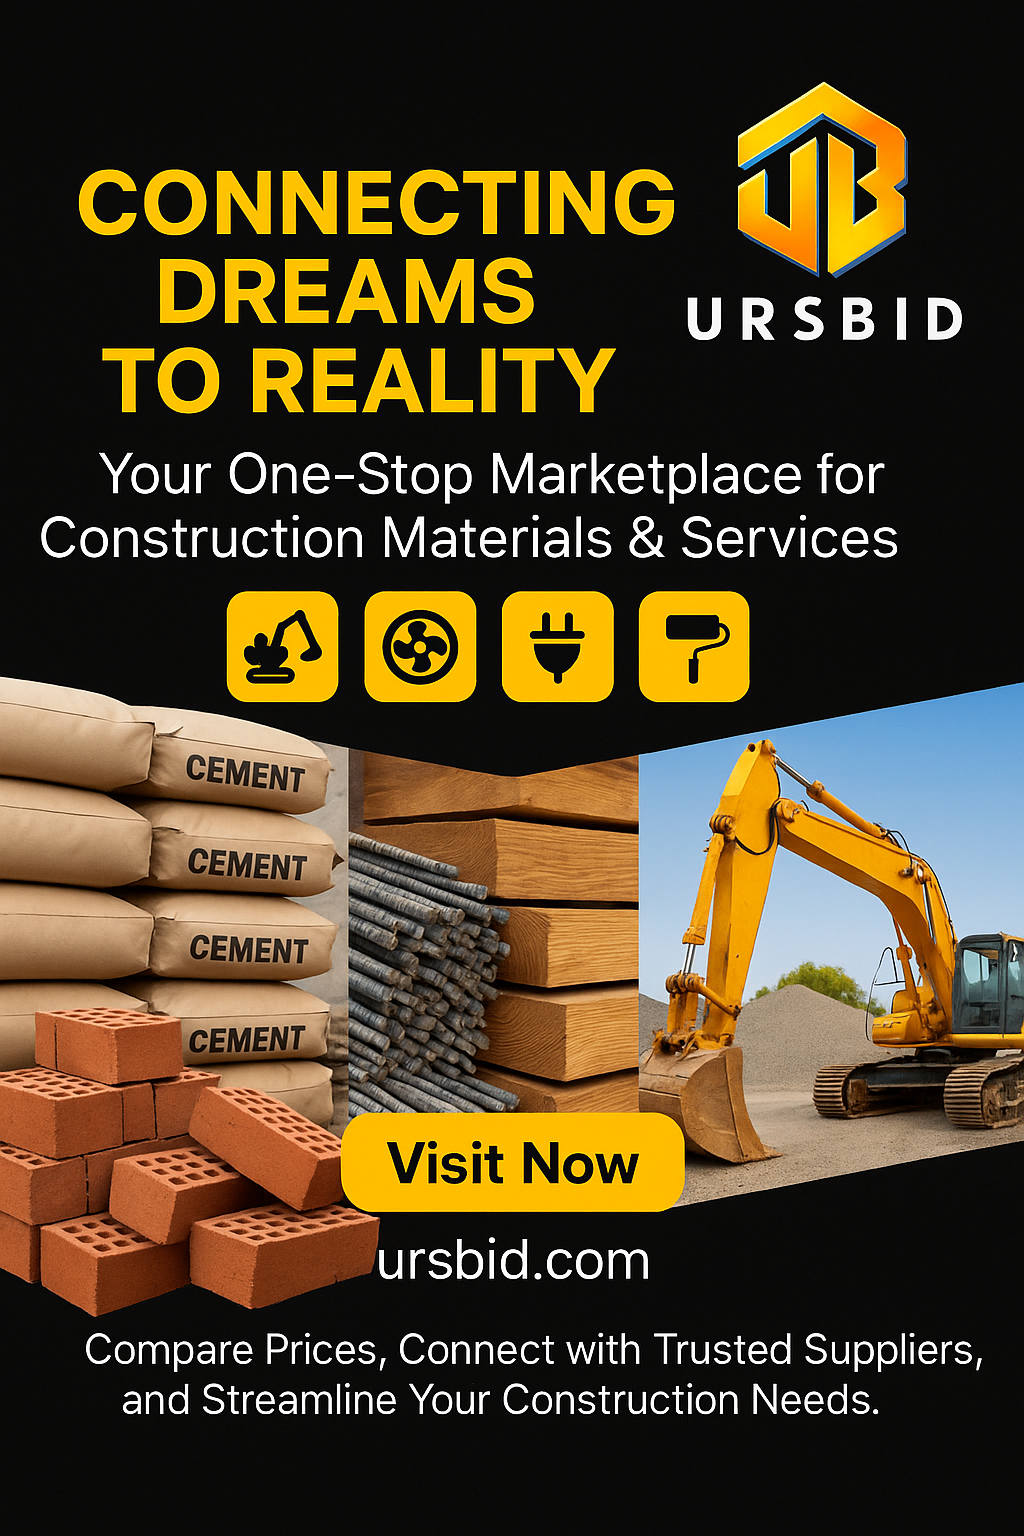 CONNECTING
DREAMS
TO REALITY
URSBID
Your One-Stop Marketplace for
Construction Materials & Services
CEMENT
CEMENT
CEMENT
CEMENT
Visit Now
ursbid.com
Compare Prices, Connect with Trusted Suppliers,
and Streamline Your Construction Needs.